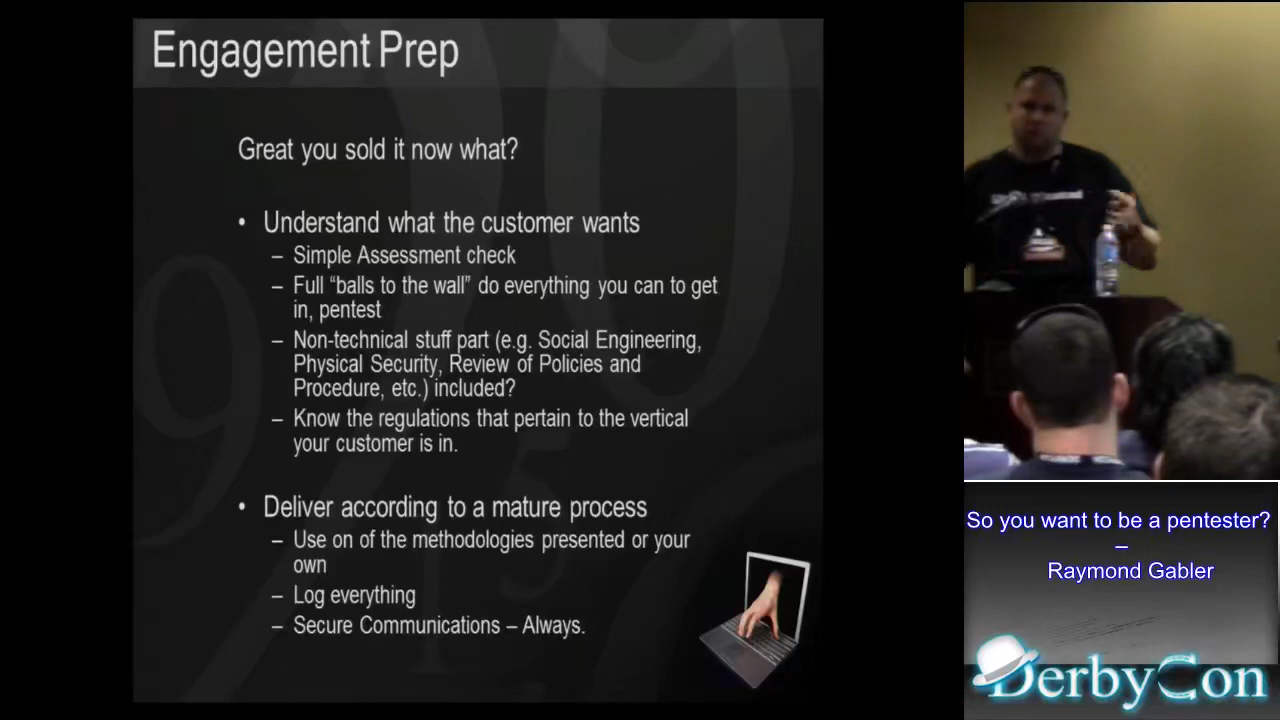 Engagement Prep
Great you sold it now what?
• Understand what the customer wants
– Simple Assessment check
– Full “balls to the wall” do everything you can to get
in, pentest
– Non-technical stuff part (e.g. Social Engineering,
Physical Security, Review of Policies and
Procedure, etc.) included?
– Know the regulations that pertain to the vertical
your customer is in.
• Deliver according to a mature process
– Use on of the methodologies presented or your
own
– Log everything
– Secure Communications – Always.
So you want to be a pentester?
–
Raymond Gabler
DerbyCon